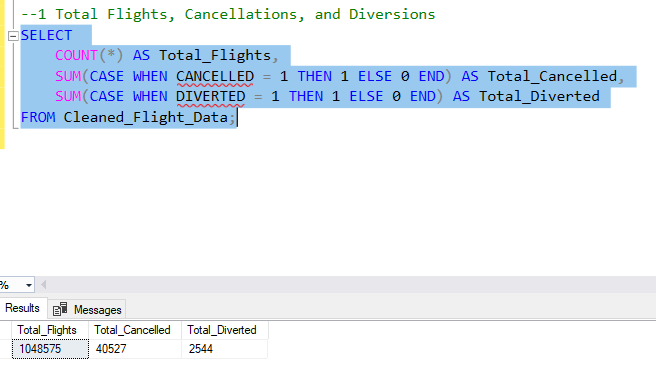 --1 Total Flights, Cancellations, and Diversions
SELECT
COUNT(*) AS Total_Flights,
SUM(CASE WHEN CANCELLED = 1 THEN 1 ELSE 0 END) AS Total_Cancelled,
SUM(CASE WHEN DIVERTED = 1 THEN 1 ELSE 0 END) AS Total_Diverted
FROM Cleaned_Flight_Data;
%
Results Messages
Total_Flights Total_Cancelled Total_Diverted
1048575 40527 2544